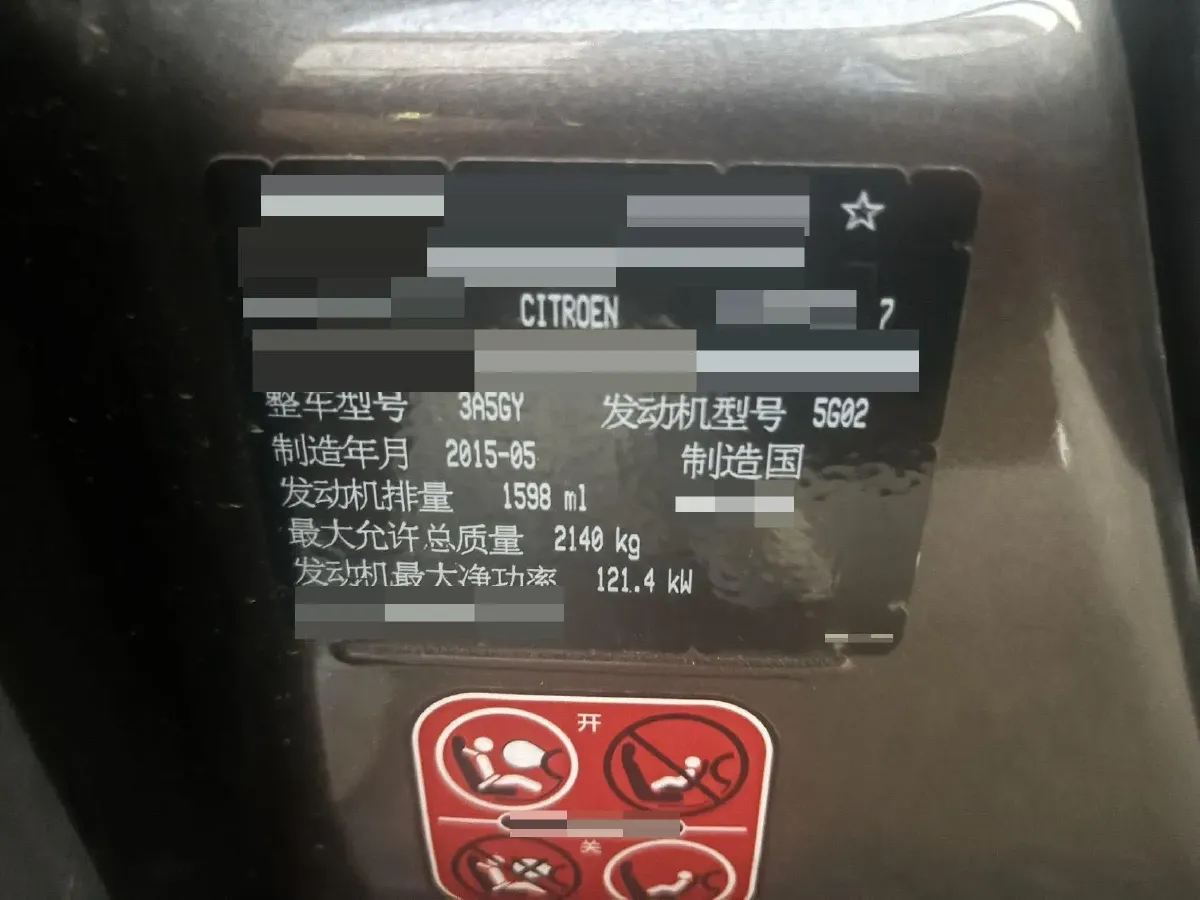 CITROEN 7
整车型号 3A5GY 发动机型号 5G02
制造年月 2015-05 制造国
发动机排量 1598 ml
最大允许总质量 2140 kg
发动机最大净功率 121.4 kW
开
关